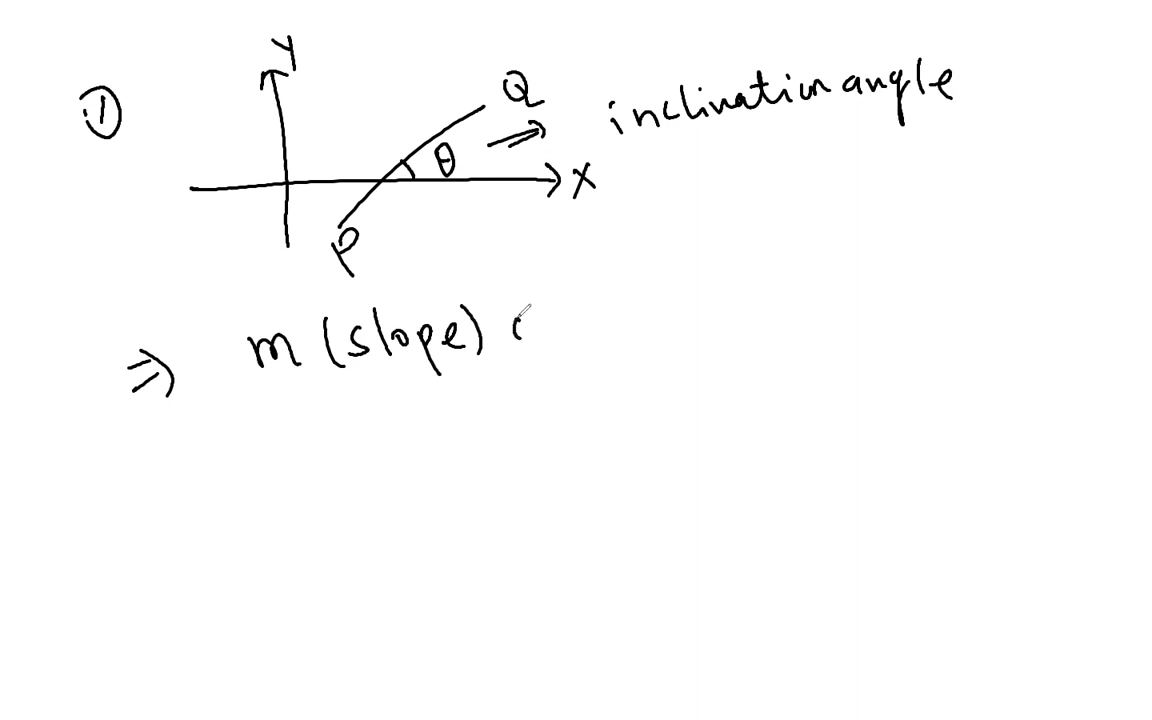 Y
① Q ⇒ inclination angle
θ
X
P
⇒ m (slope) (